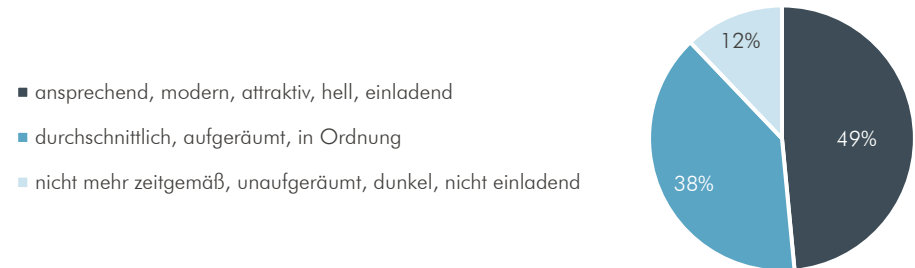 ansprechend, modern, attraktiv, hell, einladend
durchschnittlich, aufgeräumt, in Ordnung
nicht mehr zeitgemäß, unaufgeräumt, dunkel, nicht einladend
12%
49%
38%